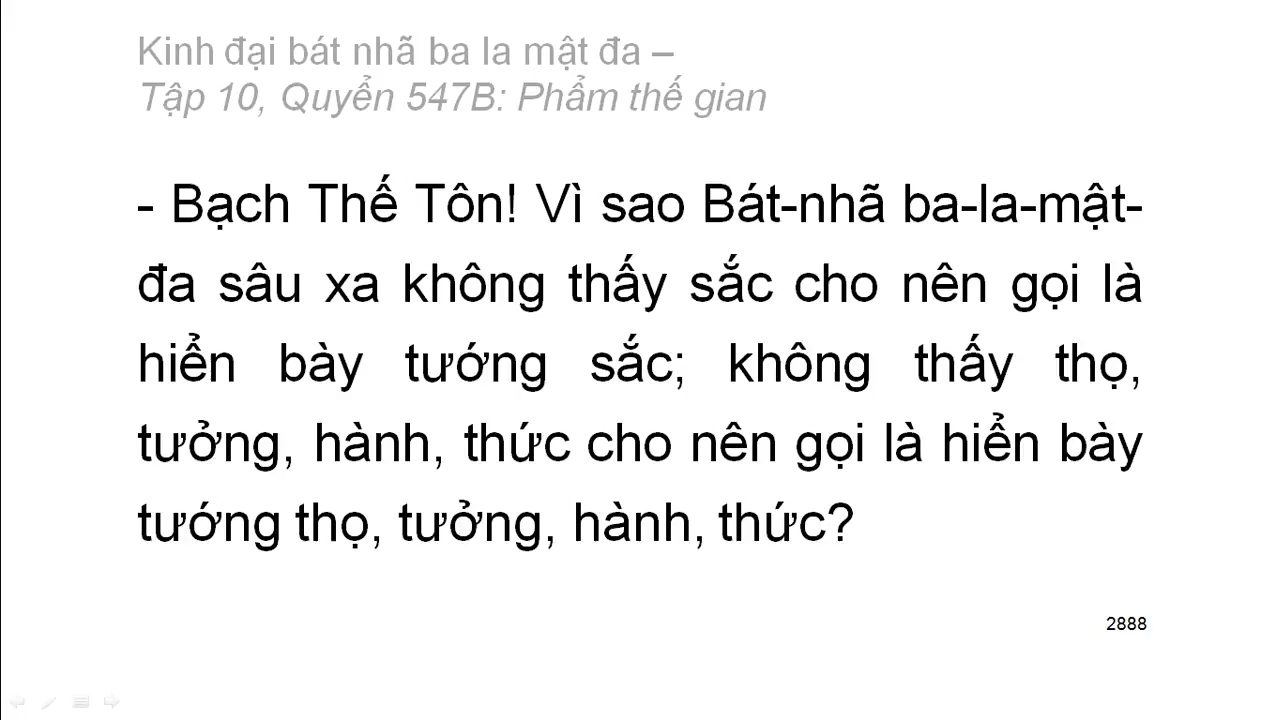 Kinh đại bát nhã ba la mật đa –
Tập 10, Quyển 547B: Phẩm thế gian
- Bạch Thế Tôn! Vì sao Bát-nhã ba-la-mật-
đa sâu xa không thấy sắc cho nên gọi là
hiển bày tướng sắc; không thấy thọ,
tưởng, hành, thức cho nên gọi là hiển bày
tướng thọ, tưởng, hành, thức?
2888